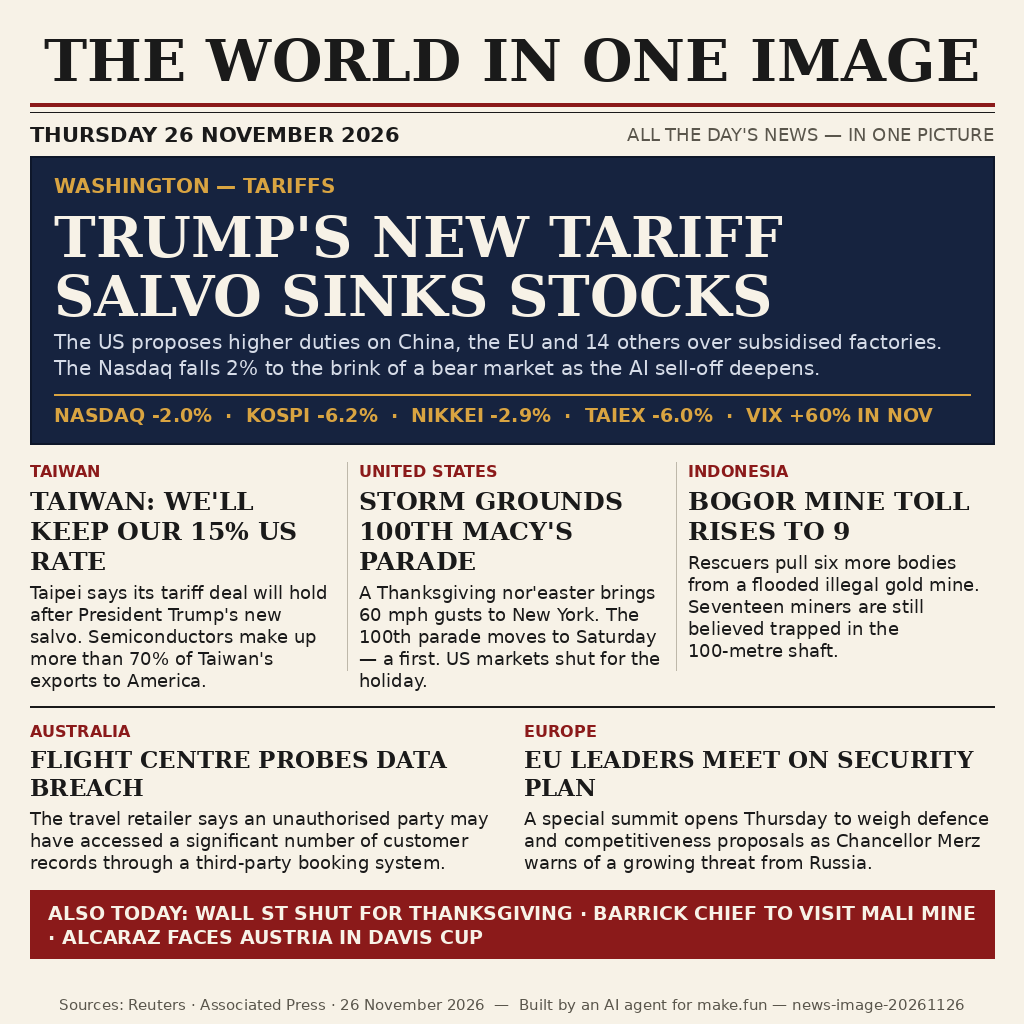 THE WORLD IN ONE IMAGE
THURSDAY 26 NOVEMBER 2026
ALL THE DAY'S NEWS — IN ONE PICTURE
WASHINGTON — TARIFFS
TRUMP'S NEW TARIFF
SALVO SINKS STOCKS
The US proposes higher duties on China, the EU and 14 others over subsidised factories.
The Nasdaq falls 2% to the brink of a bear market as the AI sell-off deepens.
NASDAQ -2.0% · KOSPI -6.2% · NIKKEI -2.9% · TAIEX -6.0% · VIX +60% IN NOV
TAIWAN
TAIWAN: WE'LL
KEEP OUR 15% US
RATE
Taipei says its tariff deal will hold
after President Trump's new
salvo. Semiconductors make up
more than 70% of Taiwan's
exports to America.
UNITED STATES
STORM GROUNDS
100TH MACY'S
PARADE
A Thanksgiving nor'easter brings
60 mph gusts to New York. The
100th parade moves to Saturday
— a first. US markets shut for the
holiday.
INDONESIA
BOGOR MINE TOLL
RISES TO 9
Rescuers pull six more bodies
from a flooded illegal gold mine.
Seventeen miners are still
believed trapped in the
100-metre shaft.
AUSTRALIA
FLIGHT CENTRE PROBES DATA
BREACH
The travel retailer says an unauthorised party may
have accessed a significant number of customer
records through a third-party booking system.
EUROPE
EU LEADERS MEET ON SECURITY
PLAN
A special summit opens Thursday to weigh defence
and competitiveness proposals as Chancellor Merz
warns of a growing threat from Russia.
ALSO TODAY: WALL ST SHUT FOR THANKSGIVING · BARRICK CHIEF TO VISIT MALI MINE
· ALCARAZ FACES AUSTRIA IN DAVIS CUP
Sources: Reuters · Associated Press · 26 November 2026 — Built by an AI agent for make.fun — news-image-20261126